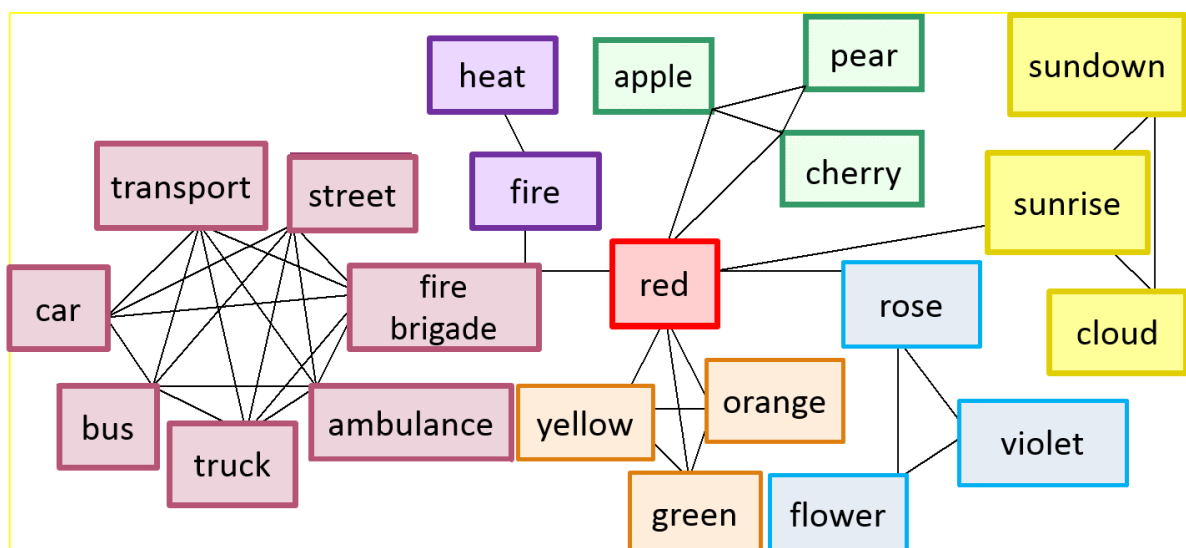 heat
apple
pear
sundown
transport
street
fire
cherry
sunrise
car
fire
brigade
red
rose
cloud
bus
truck
ambulance
yellow
orange
green
flower
violet